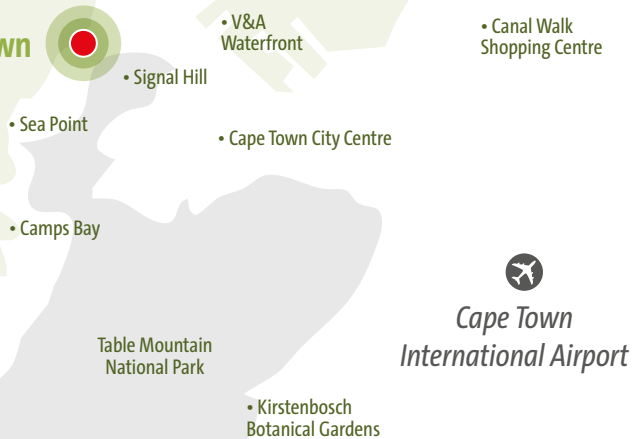 • V&A
Waterfront
• Canal Walk
Shopping Centre
wn
• Signal Hill
• Sea Point
• Cape Town City Centre
• Camps Bay
Cape Town
International Airport
Table Mountain
National Park
• Kirstenbosch
Botanical Gardens